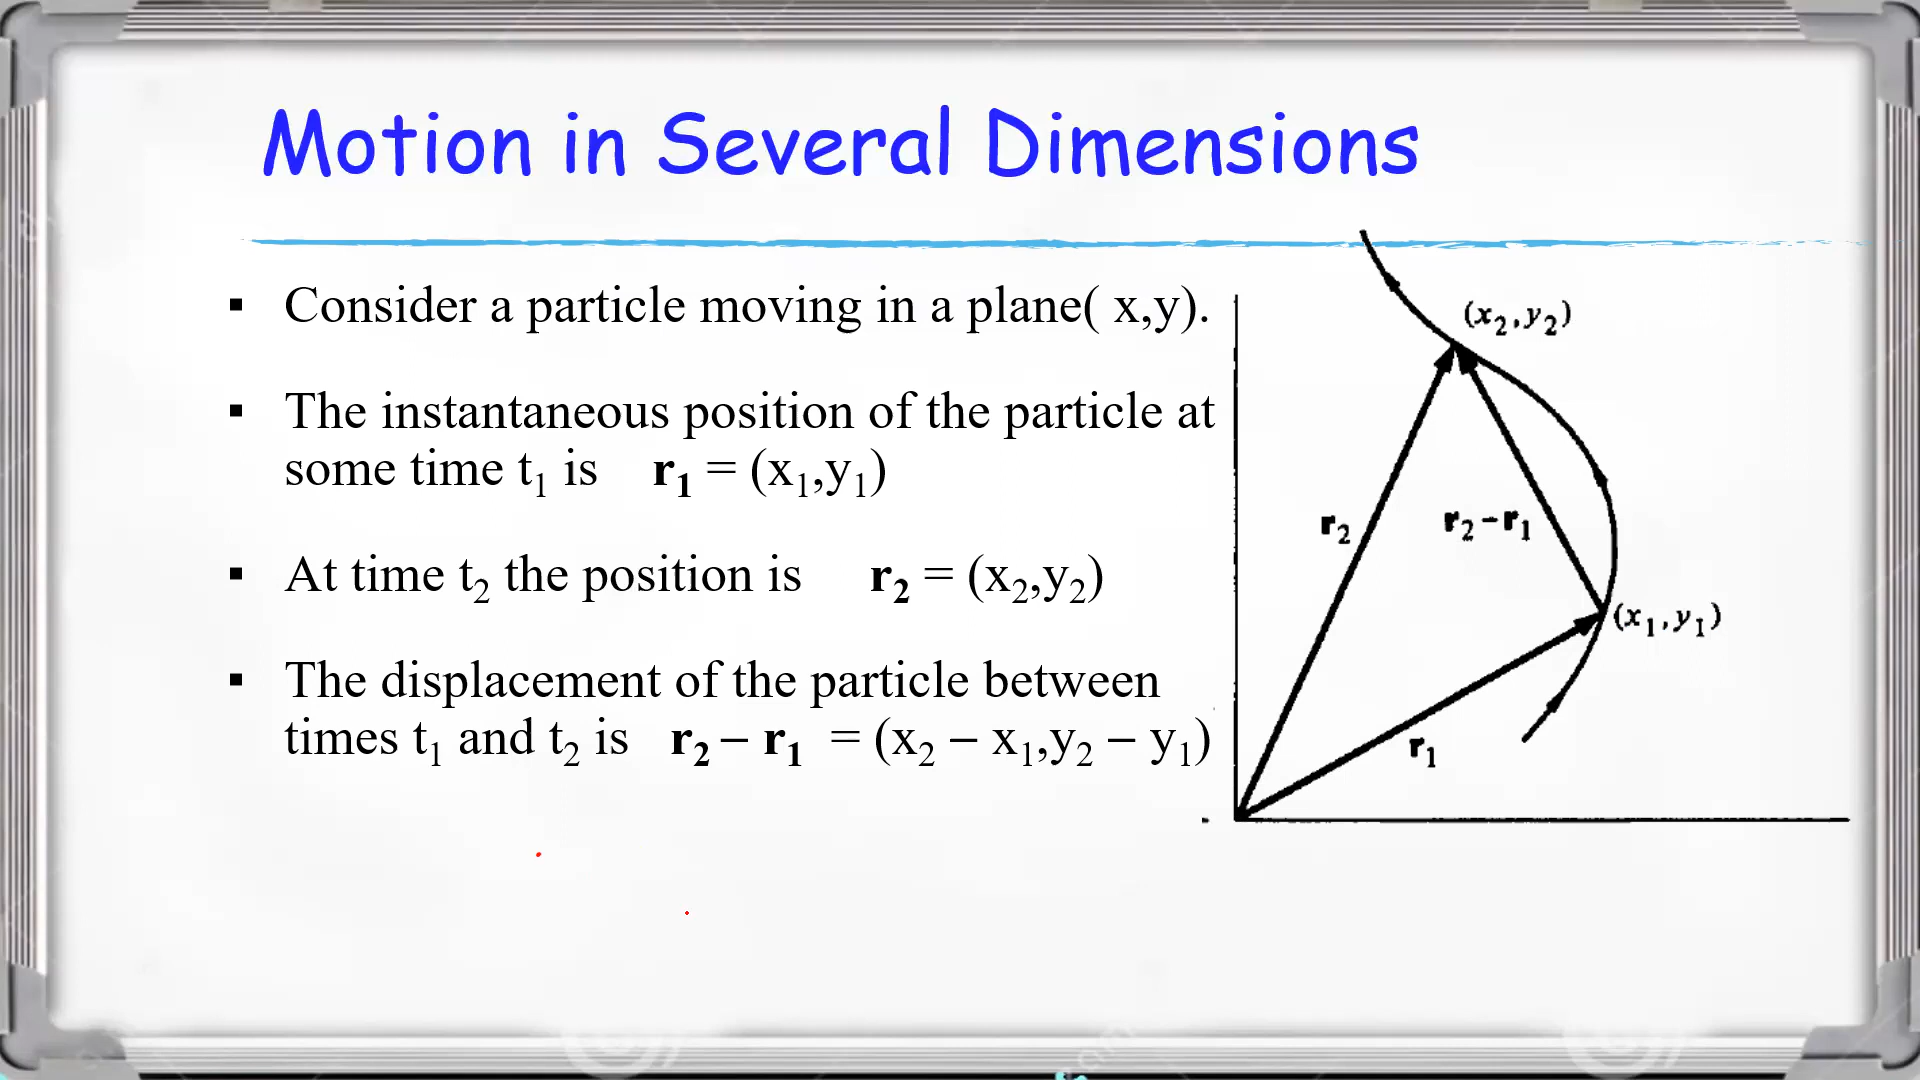 Motion in Several Dimensions
▪ Consider a particle moving in a plane( x,y).
▪ The instantaneous position of the particle at
some time t₁ is r₁ = (x₁,y₁)
▪ At time t₂ the position is r₂ = (x₂,y₂)
▪ The displacement of the particle between
times t₁ and t₂ is r₂ – r₁ = (x₂ – x₁,y₂ – y₁)
(x₂,y₂)
r₂
r₂–r₁
(x₁,y₁)
r₁